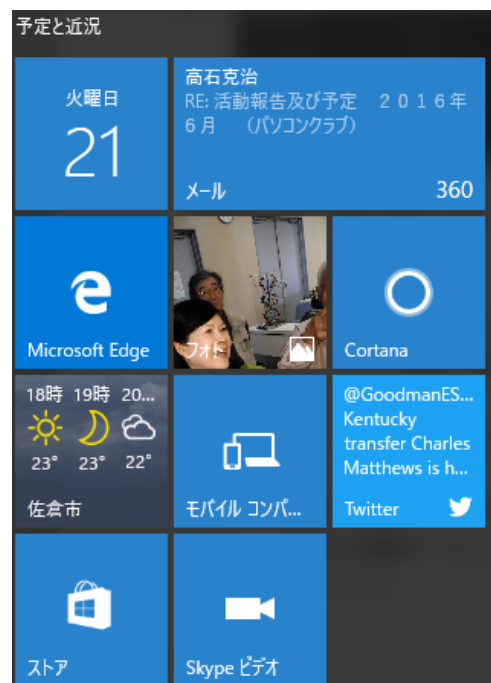 予定と近況
火曜日
21
高石克治
RE: 活動報告及び予定　２０１６年
6月　（パソコンクラブ）
メール
360
Microsoft Edge
フォト
Cortana
18時 19時 20...
23° 23° 22°
佐倉市
モバイル コンパ...
@GoodmanES...
Kentucky
transfer Charles
Matthews is h...
Twitter
ストア
Skype ビデオ